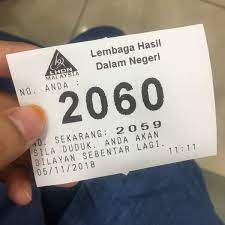 LHDN
MALAYSIA
Lembaga Hasil
Dalam Negeri
NO. ANDA :
2060
NO. SEKARANG: 2059
SILA DUDUK. ANDA AKAN
DILAYAN SEBENTAR LAGI.
05/11/2018 11:11